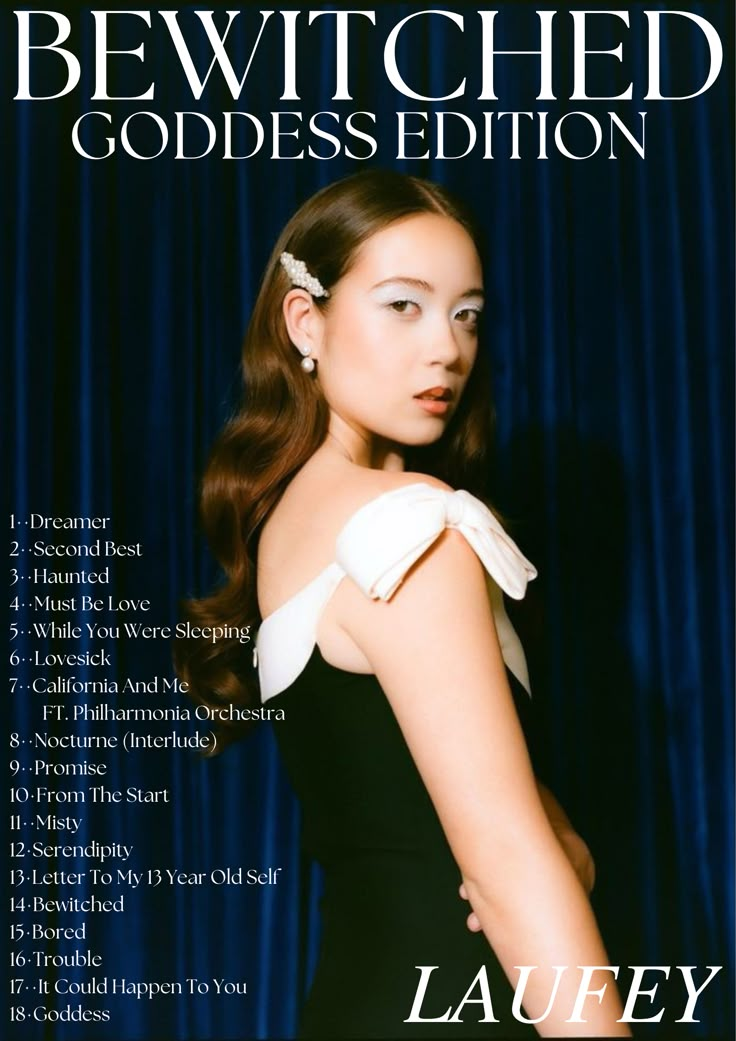 BEWITCHED
GODDESS EDITION
1··Dreamer
2··Second Best
3··Haunted
4··Must Be Love
5··While You Were Sleeping
6··Lovesick
7··California And Me
FT. Philharmonia Orchestra
8··Nocturne (Interlude)
9··Promise
10·From The Start
11··Misty
12·Serendipity
13·Letter To My 13 Year Old Self
14·Bewitched
15·Bored
16·Trouble
17··It Could Happen To You
18·Goddess
LAUFEY